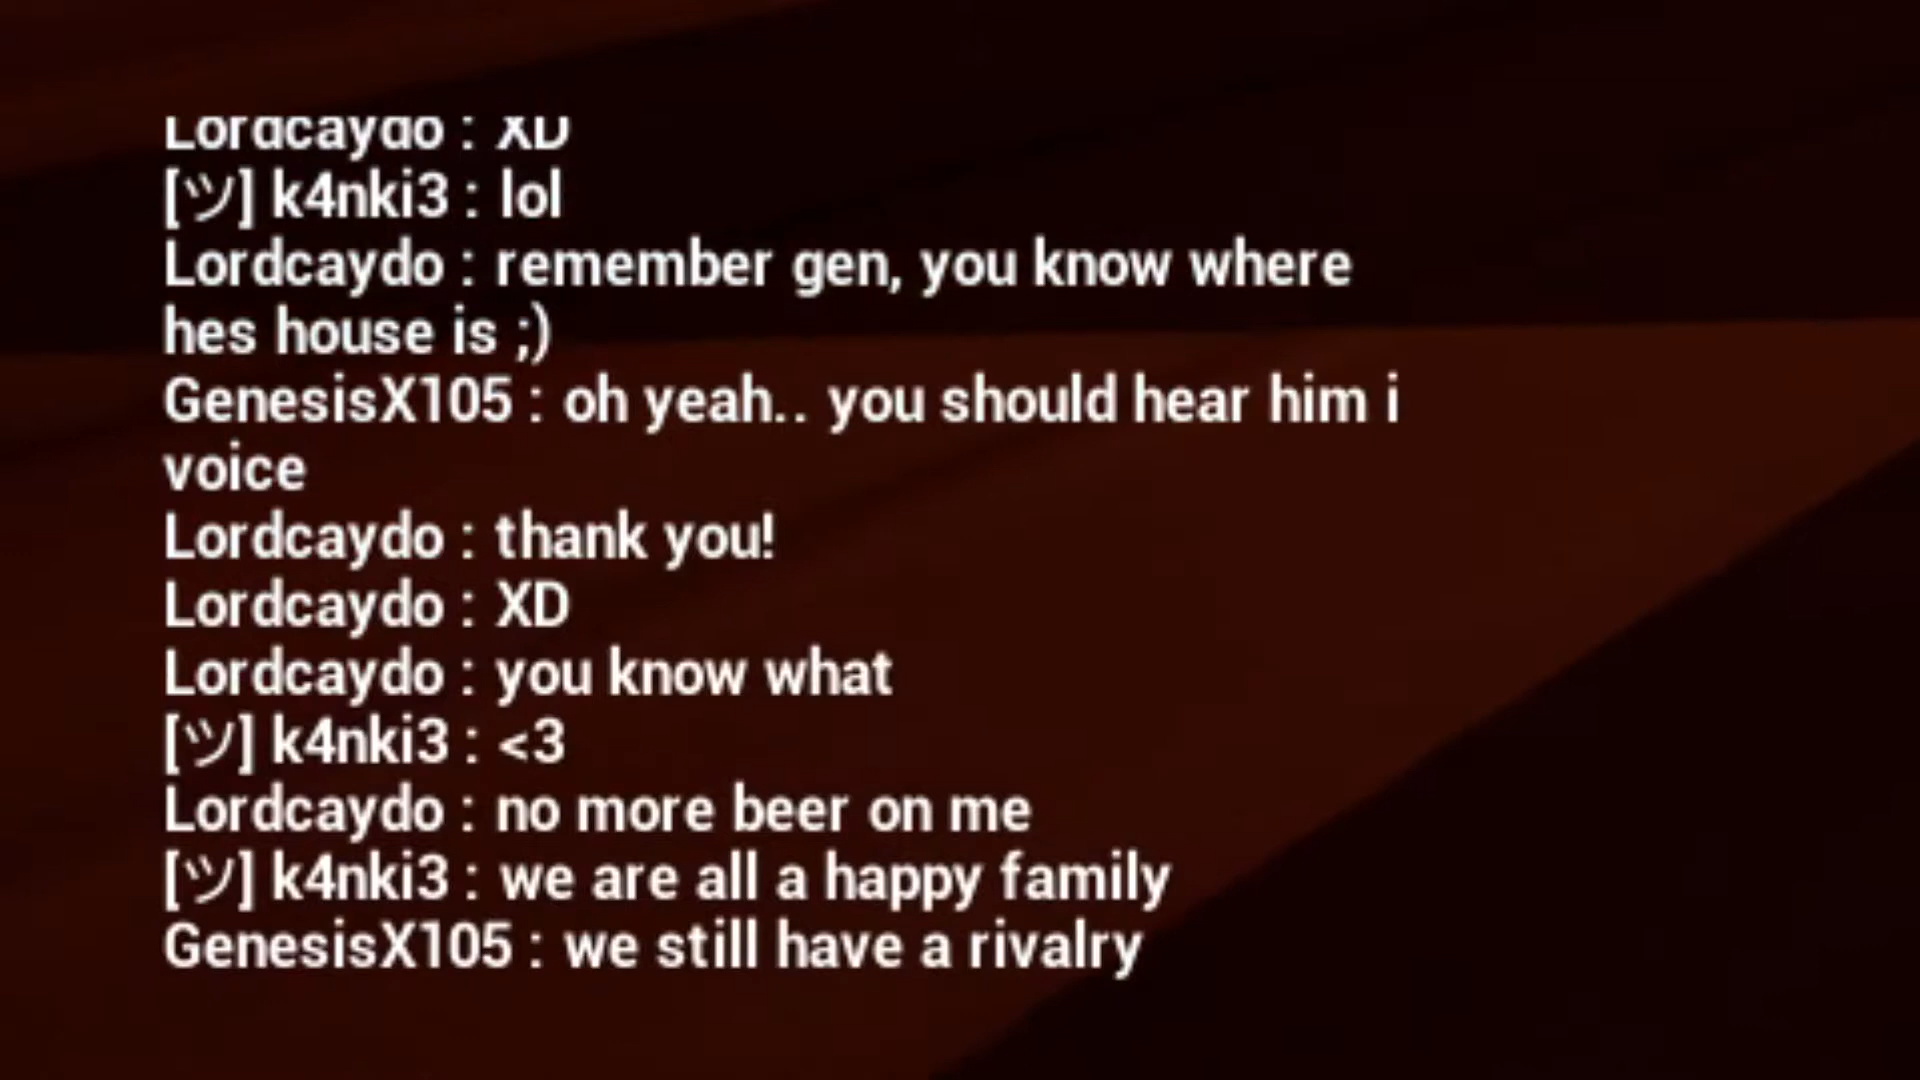 Lordcaydo : XD
[ツ] k4nki3 : lol
Lordcaydo : remember gen, you know where
hes house is ;)
GenesisX105 : oh yeah.. you should hear him i
voice
Lordcaydo : thank you!
Lordcaydo : XD
Lordcaydo : you know what
[ツ] k4nki3 : <3
Lordcaydo : no more beer on me
[ツ] k4nki3 : we are all a happy family
GenesisX105 : we still have a rivalry